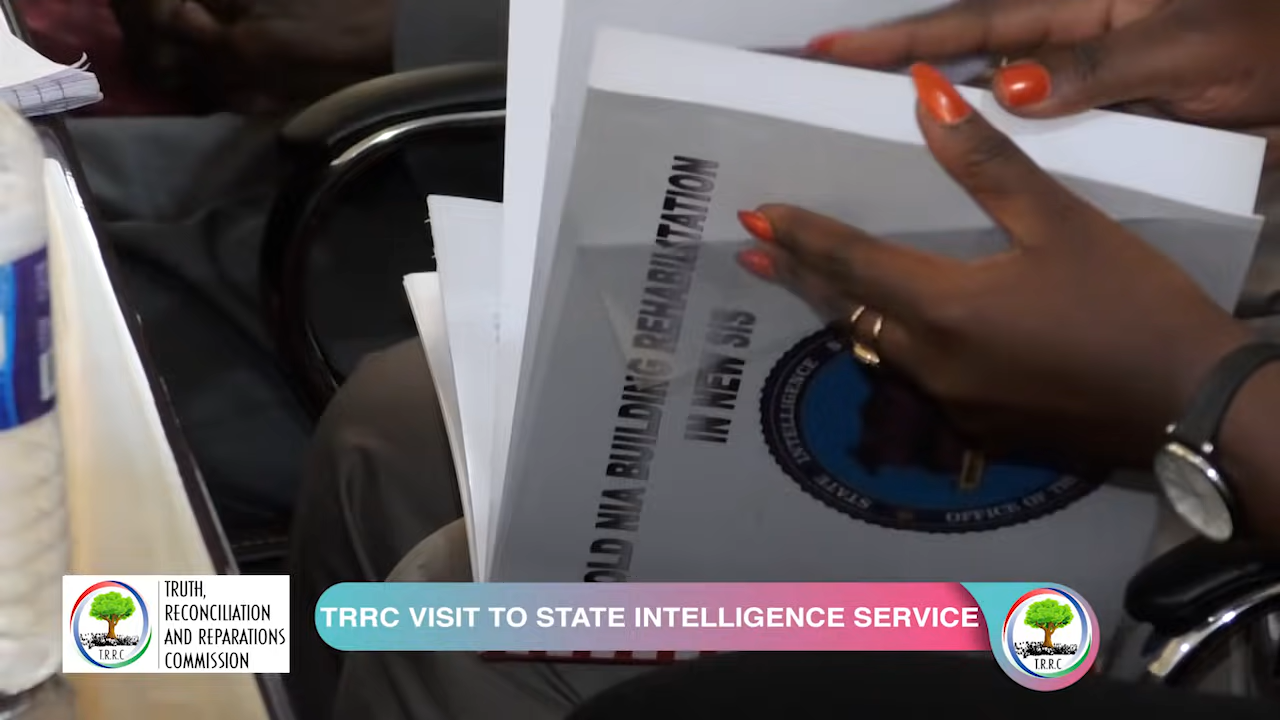 OLD NIA BUILDING REHABILITATION
IN NEW SIS
STATE INTELLIGENCE
OFFICE OF THE
TRUTH,
RECONCILIATION
AND REPARATIONS
COMMISSION
T.R.R.C
TRRC VISIT TO STATE INTELLIGENCE SERVICE
T.R.R.C